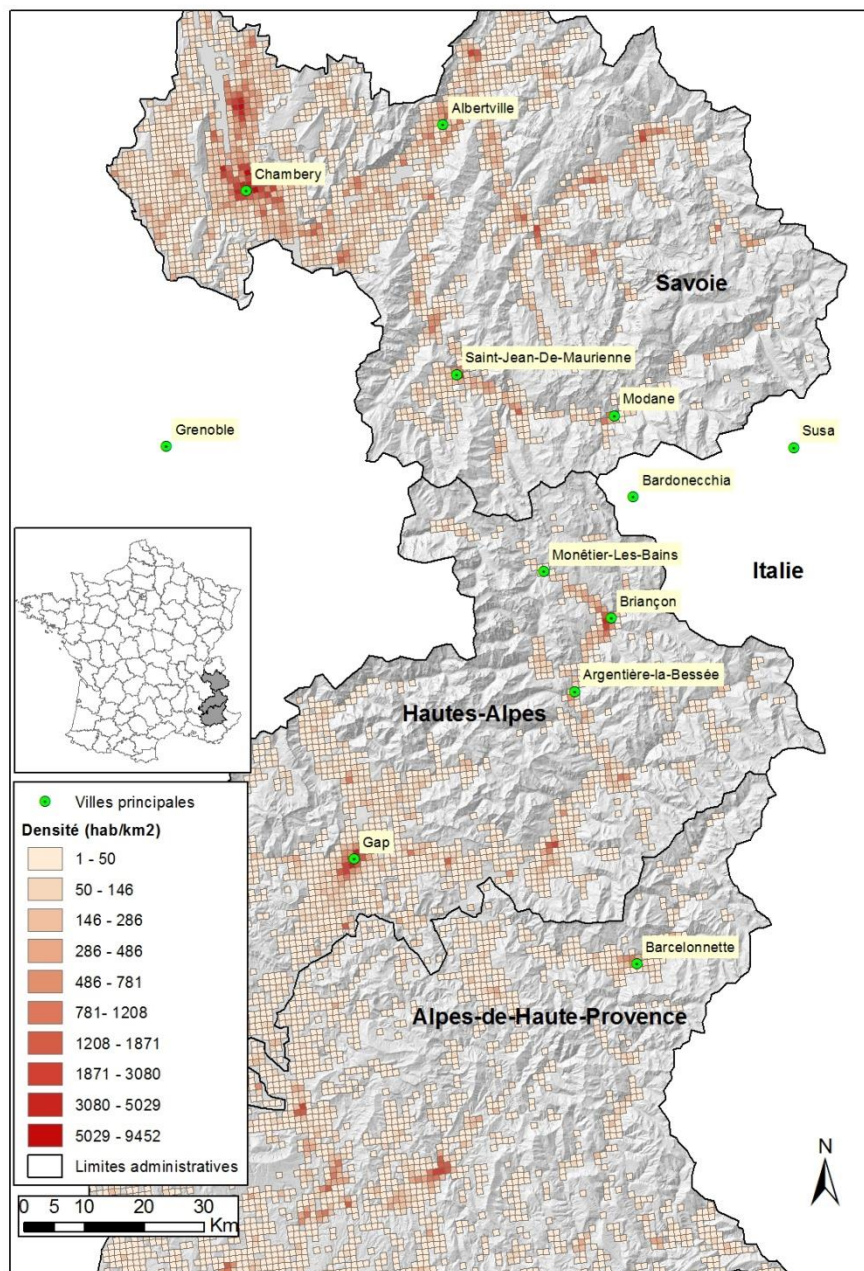 Albertville
Chambery
Savoie
Saint-Jean-De-Maurienne
Modane
Grenoble
Susa
Bardonecchia
Monêtier-Les-Bains
Italie
Briançon
Argentière-la-Bessée
Hautes-Alpes
Villes principales
Densité (hab/km2)
1 - 50
50 - 146
146 - 286
286 - 486
486 - 781
781- 1208
1208 - 1871
1871 - 3080
3080 - 5029
5029 - 9452
Limites administratives
0 5 10 20 30
Km
Gap
Barcelonnette
Alpes-de-Haute-Provence
N